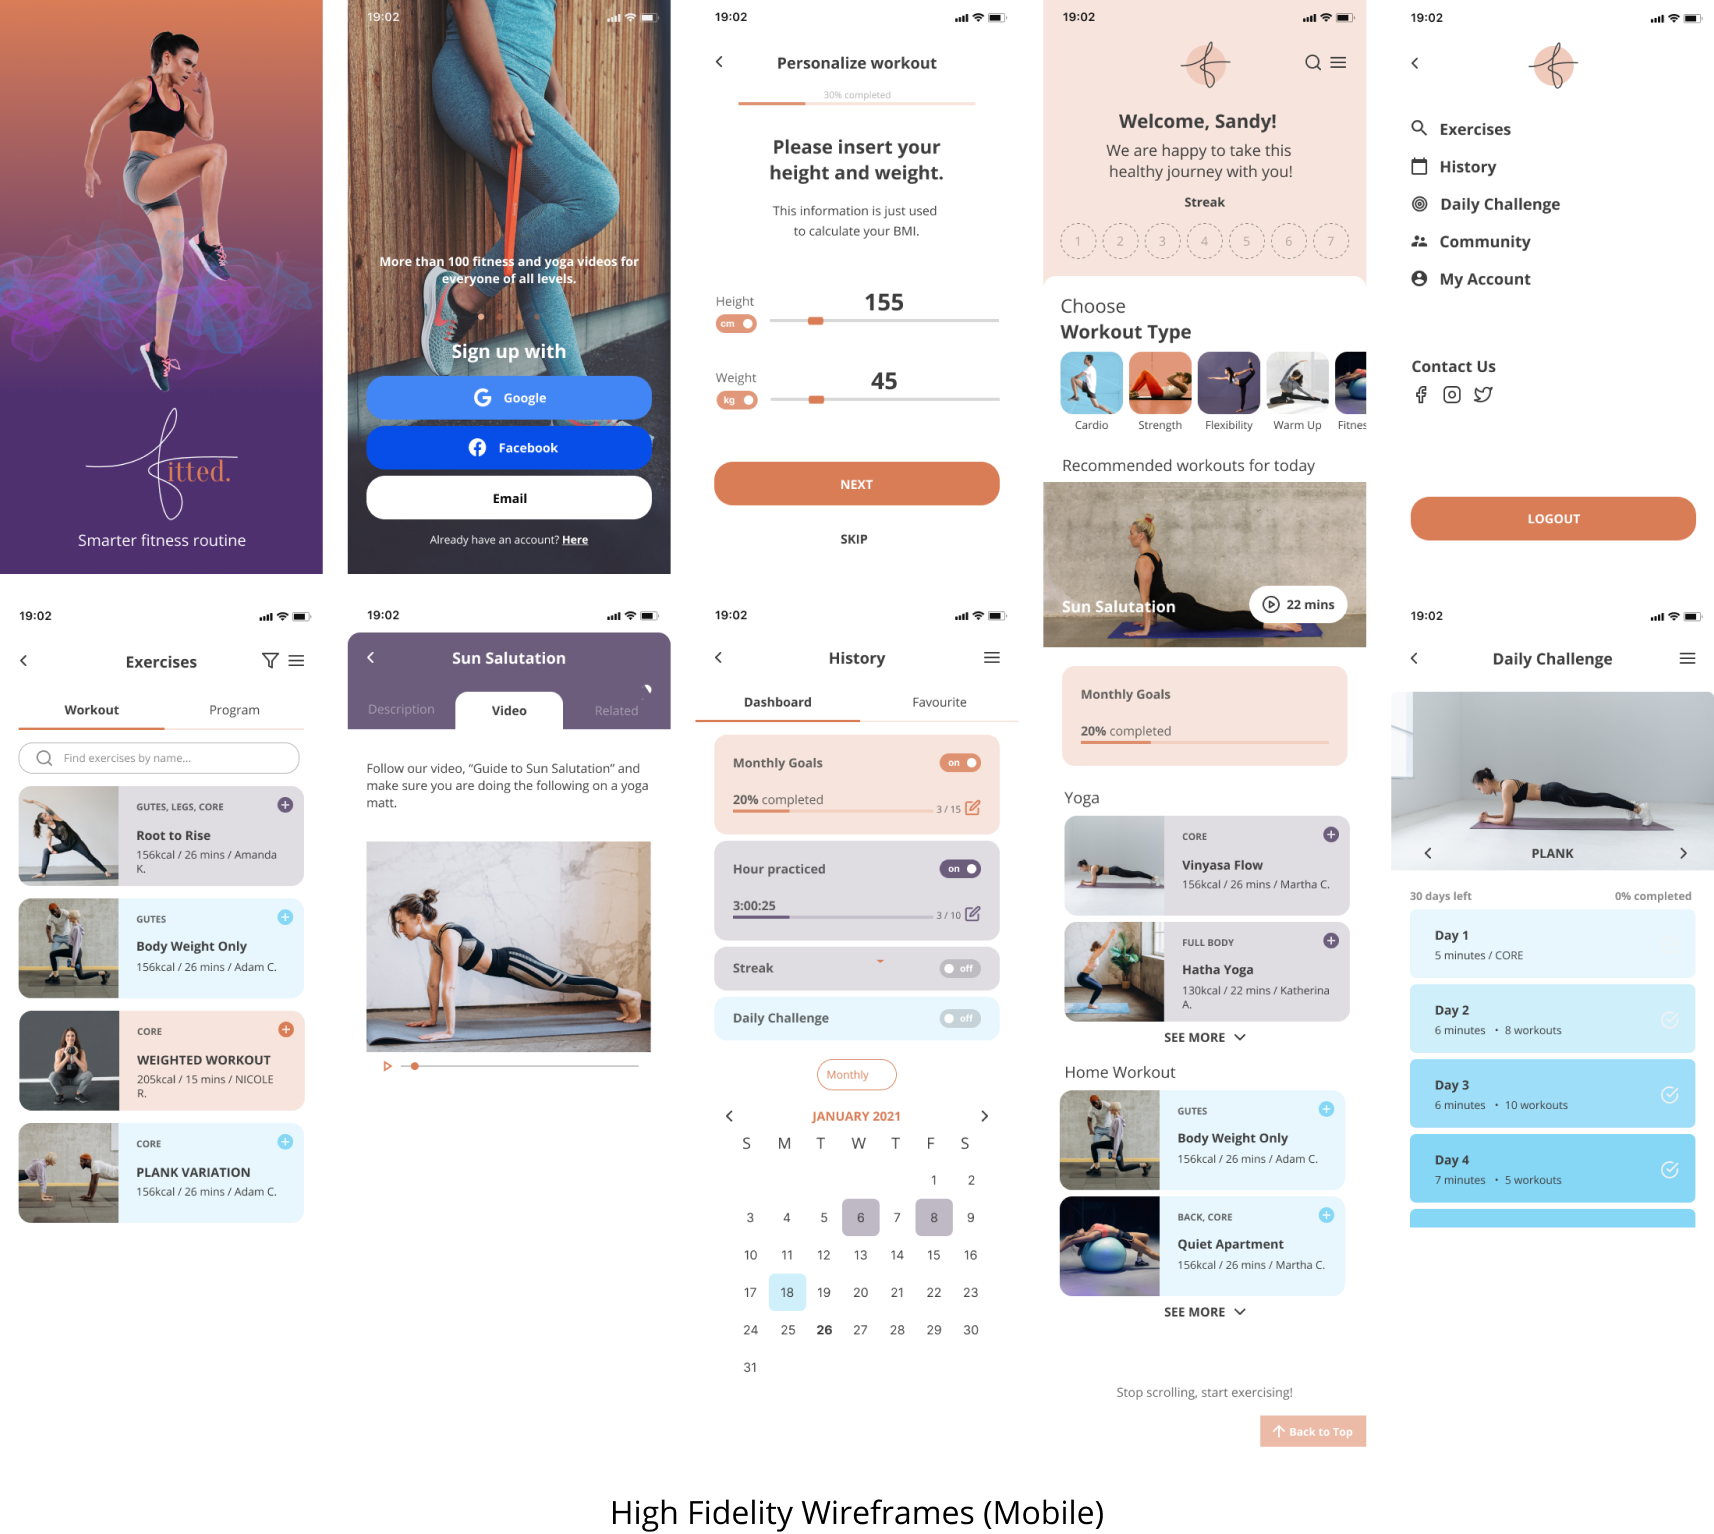 itted.
Smarter fitness routine
19:02
More than 100 fitness and yoga videos for
everyone of all levels.
Sign up with
Google
Facebook
Email
Already have an account? Here
19:02
Personalize workout
30% completed
Please insert your
height and weight.
This information is just used
to calculate your BMI.
Height
155
cm
Weight
45
kg
NEXT
SKIP
19:02
Welcome, Sandy!
We are happy to take this
healthy journey with you!
Streak
1 2 3 4 5 6 7
Choose
Workout Type
Cardio Strength Flexibility Warm Up Fitnes
Recommended workouts for today
Sun Salutation
22 mins
Monthly Goals
20% completed
Yoga
CORE
Vinyasa Flow
156kcal / 26 mins / Martha C.
FULL BODY
Hatha Yoga
130kcal / 22 mins / Katherina
A.
SEE MORE
Home Workout
GUTES
Body Weight Only
156kcal / 26 mins / Adam C.
BACK, CORE
Quiet Apartment
156kcal / 26 mins / Martha C.
SEE MORE
Stop scrolling, start exercising!
Back to Top
19:02
Exercises
History
Daily Challenge
Community
My Account
Contact Us
LOGOUT
19:02
Exercises
Workout Program
Find exercises by name...
GUTES, LEGS, CORE
Root to Rise
156kcal / 26 mins / Amanda
K.
GUTES
Body Weight Only
156kcal / 26 mins / Adam C.
CORE
WEIGHTED WORKOUT
205kcal / 15 mins / NICOLE
R.
CORE
PLANK VARIATION
156kcal / 26 mins / Adam C.
19:02
Sun Salutation
Description Video Related
Follow our video, “Guide to Sun Salutation” and
make sure you are doing the following on a yoga
matt.
19:02
History
Dashboard Favourite
Monthly Goals on
20% completed
3 / 15
Hour practiced on
3:00:25
3 / 10
Streak off
Daily Challenge off
Monthly
JANUARY 2021
S M T W T F S
1 2
3 4 5 6 7 8 9
10 11 12 13 14 15 16
17 18 19 20 21 22 23
24 25 26 27 28 29 30
31
19:02
Daily Challenge
PLANK
30 days left 0% completed
Day 1
5 minutes / CORE
Day 2
6 minutes • 8 workouts
Day 3
6 minutes • 10 workouts
Day 4
7 minutes • 5 workouts
High Fidelity Wireframes (Mobile)